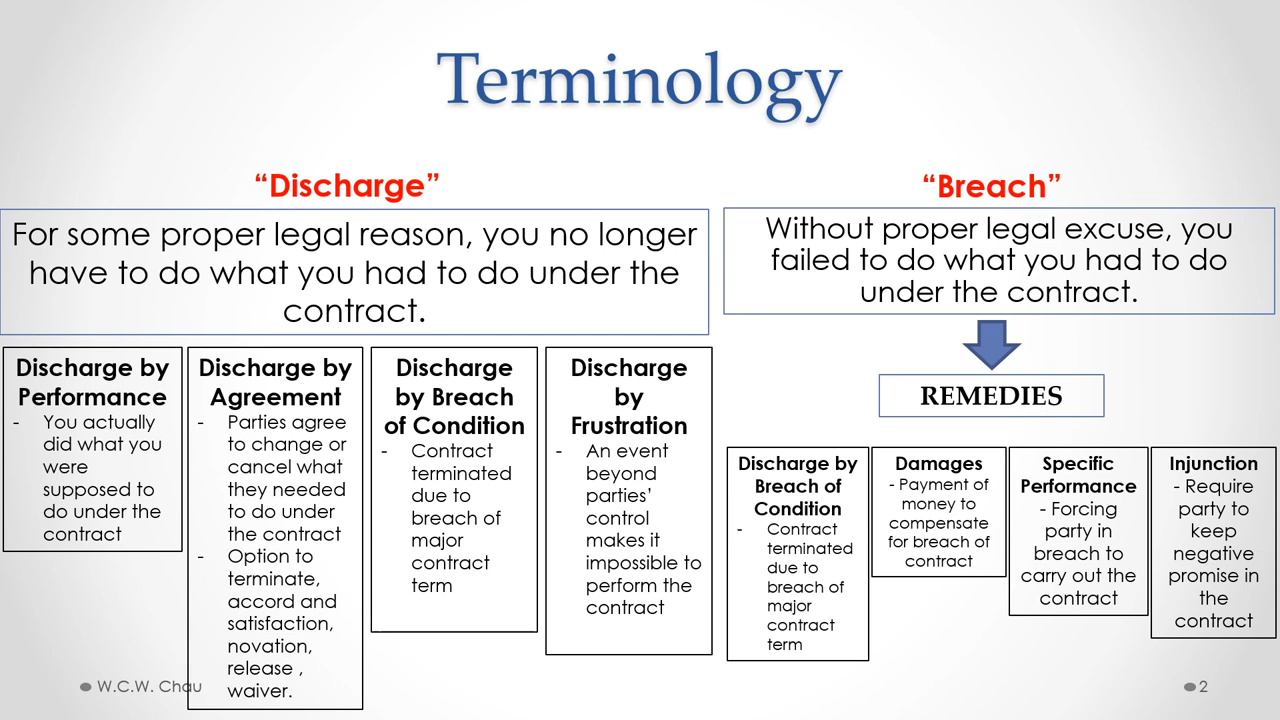 Terminology
“Discharge”
For some proper legal reason, you no longer
have to do what you had to do under the
contract.
Discharge by
Performance
- You actually
did what you
were
supposed to
do under the
contract
Discharge by
Agreement
- Parties agree
to change or
cancel what
they needed
to do under
the contract
- Option to
terminate,
accord and
satisfaction,
novation,
release ,
waiver.
Discharge
by Breach
of Condition
- Contract
terminated
due to
breach of
major
contract
term
Discharge
by
Frustration
- An event
beyond
parties’
control
makes it
impossible to
perform the
contract
“Breach”
Without proper legal excuse, you
failed to do what you had to do
under the contract.
REMEDIES
Discharge by
Breach of
Condition
- Contract
terminated
due to
breach of
major
contract
term
Damages
- Payment of
money to
compensate
for breach of
contract
Specific
Performance
- Forcing
party in
breach to
carry out the
contract
Injunction
- Require
party to
keep
negative
promise in
the
contract
W.C.W. Chau
2